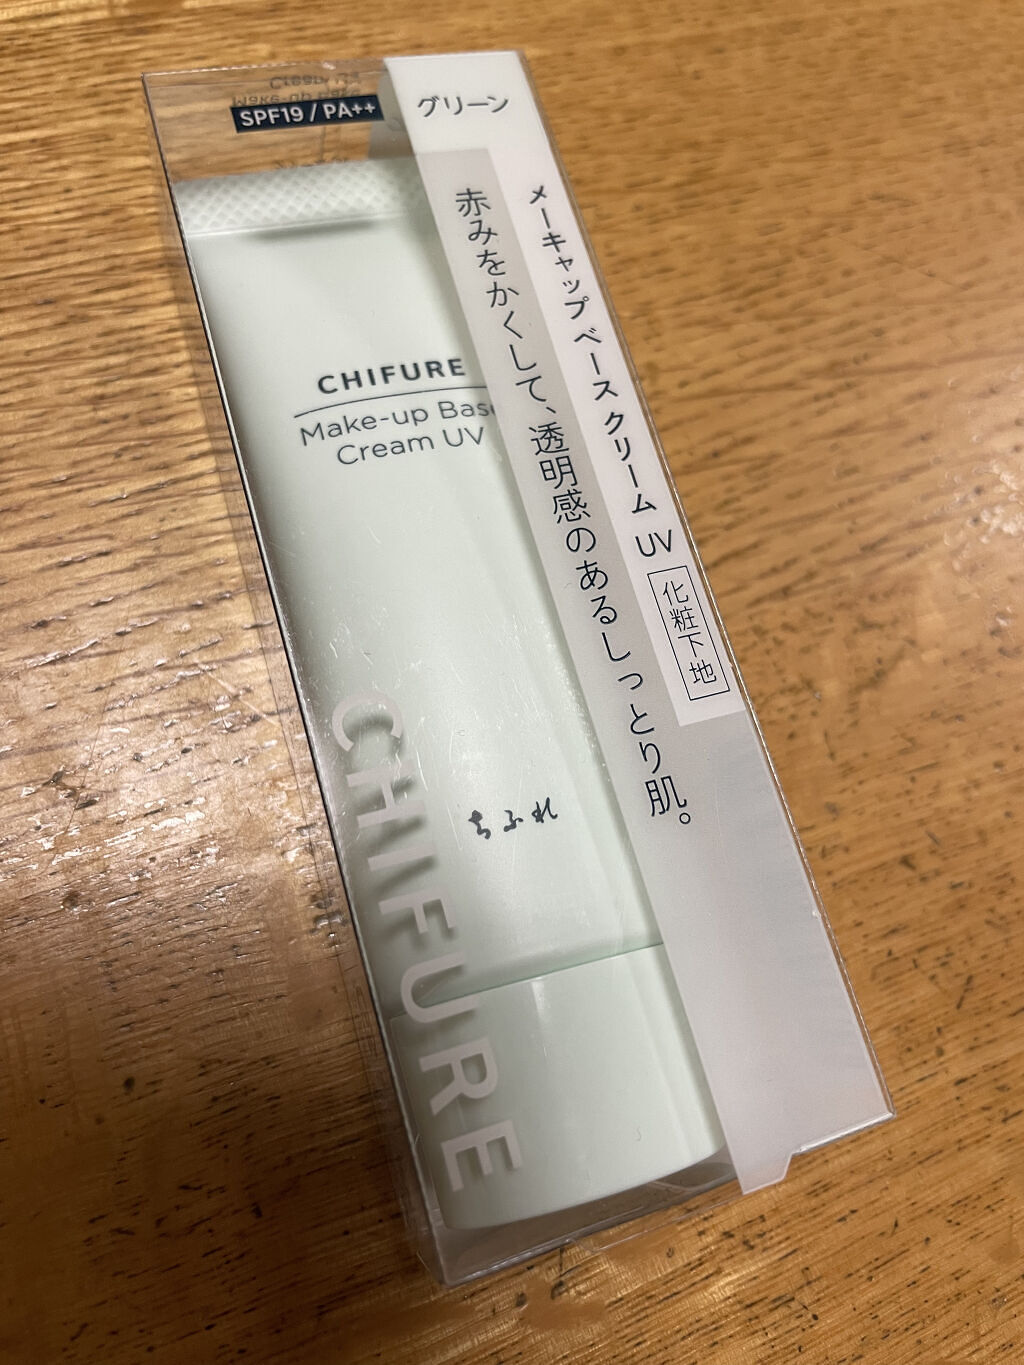 SPF19 / PA++
グリーン
メーキャップ ベース クリーム UV
化粧下地
赤みをかくして、透明感のあるしっとり肌。
CHIFURE
Make-up Base
Cream UV
ちふれ
CHIFURE